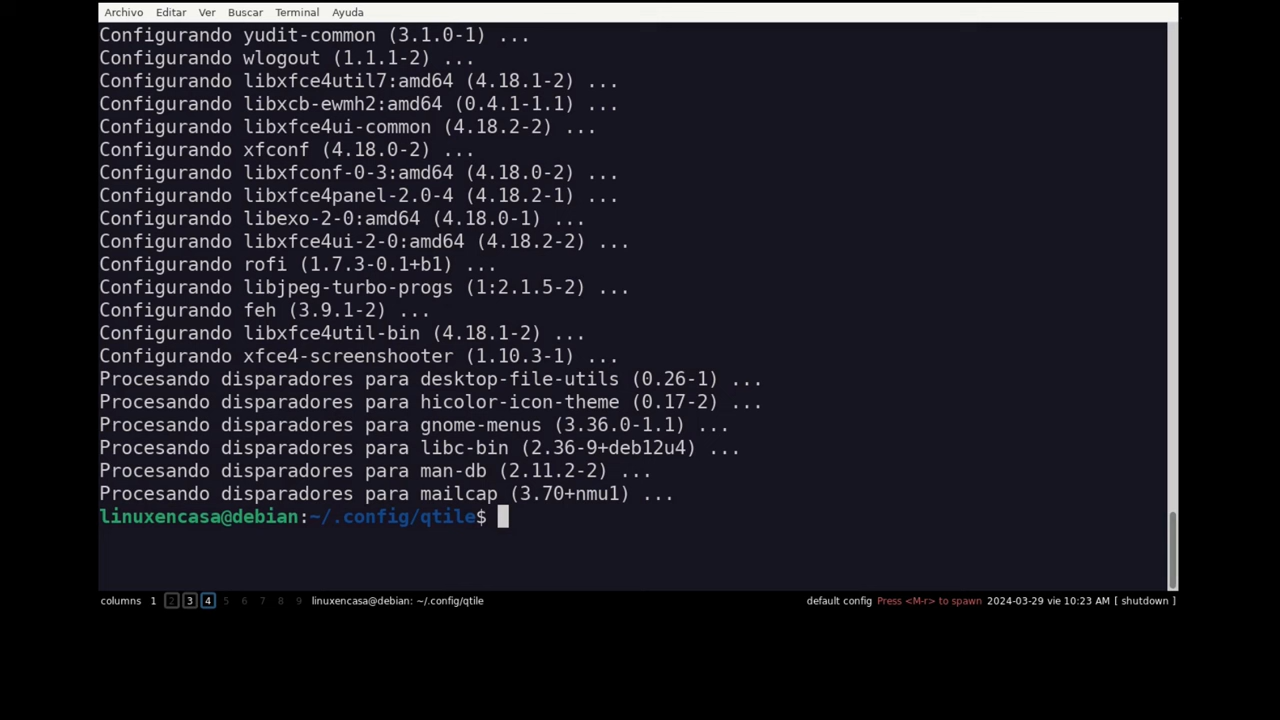 Archivo Editar Ver Buscar Terminal Ayuda
Configurando yudit-common (3.1.0-1) ...
Configurando wlogout (1.1.1-2) ...
Configurando libxfce4util7:amd64 (4.18.1-2) ...
Configurando libxcb-ewmh2:amd64 (0.4.1-1.1) ...
Configurando libxfce4ui-common (4.18.2-2) ...
Configurando xfconf (4.18.0-2) ...
Configurando libxfconf-0-3:amd64 (4.18.0-2) ...
Configurando libxfce4panel-2.0-4 (4.18.2-1) ...
Configurando libexo-2-0:amd64 (4.18.0-1) ...
Configurando libxfce4ui-2-0:amd64 (4.18.2-2) ...
Configurando rofi (1.7.3-0.1+b1) ...
Configurando libjpeg-turbo-progs (1:2.1.5-2) ...
Configurando feh (3.9.1-2) ...
Configurando libxfce4util-bin (4.18.1-2) ...
Configurando xfce4-screenshooter (1.10.3-1) ...
Procesando disparadores para desktop-file-utils (0.26-1) ...
Procesando disparadores para hicolor-icon-theme (0.17-2) ...
Procesando disparadores para gnome-menus (3.36.0-1.1) ...
Procesando disparadores para libc-bin (2.36-9+deb12u4) ...
Procesando disparadores para man-db (2.11.2-2) ...
Procesando disparadores para mailcap (3.70+nmu1) ...
linuxencasa@debian:~/.config/qtile$
columns 1 2 3 4 5 6 7 8 9 linuxencasa@debian: ~/.config/qtile default config Press <M-r> to spawn 2024-03-29 vie 10:23 AM [ shutdown ]